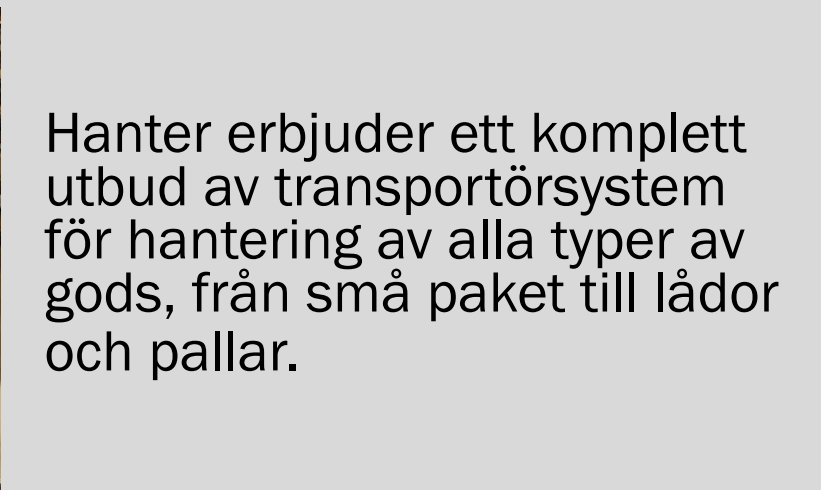 Hanter erbjuder ett komplett
utbud av transportörsystem
för hantering av alla typer av
gods, från små paket till lådor
och pallar.